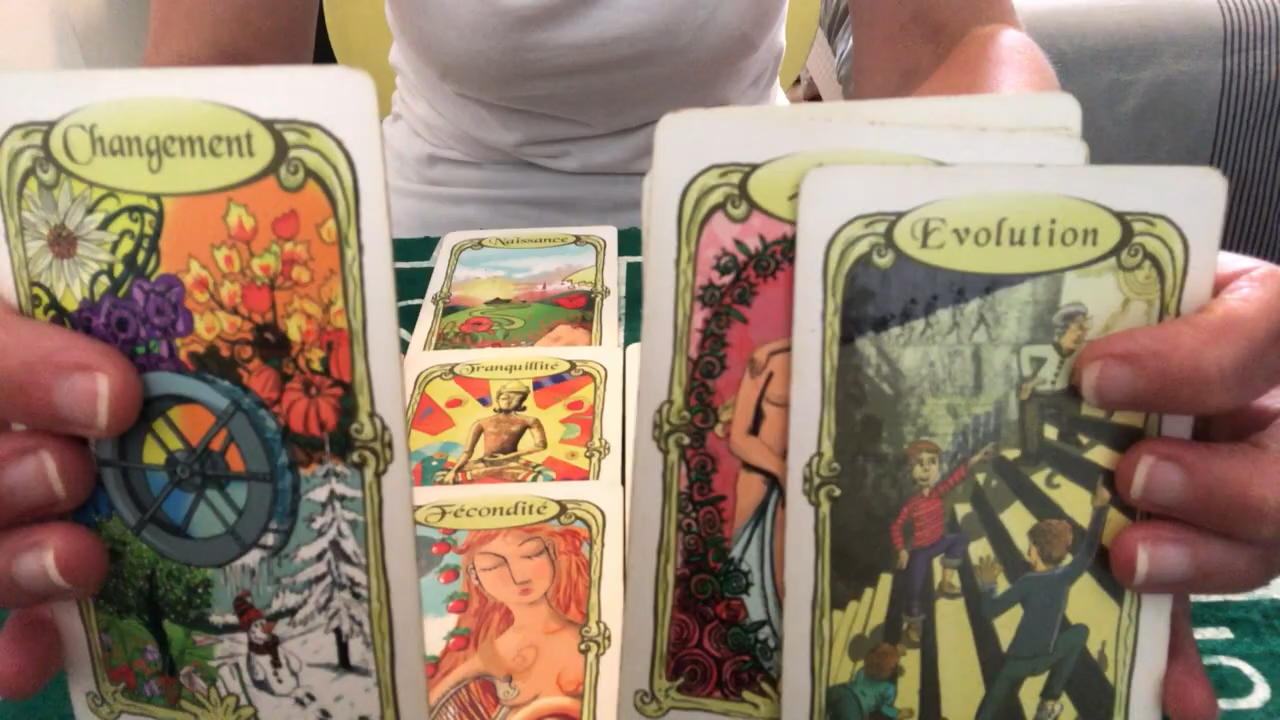 Changement
Evolution
Naissance
Tranquillité
Fécondité